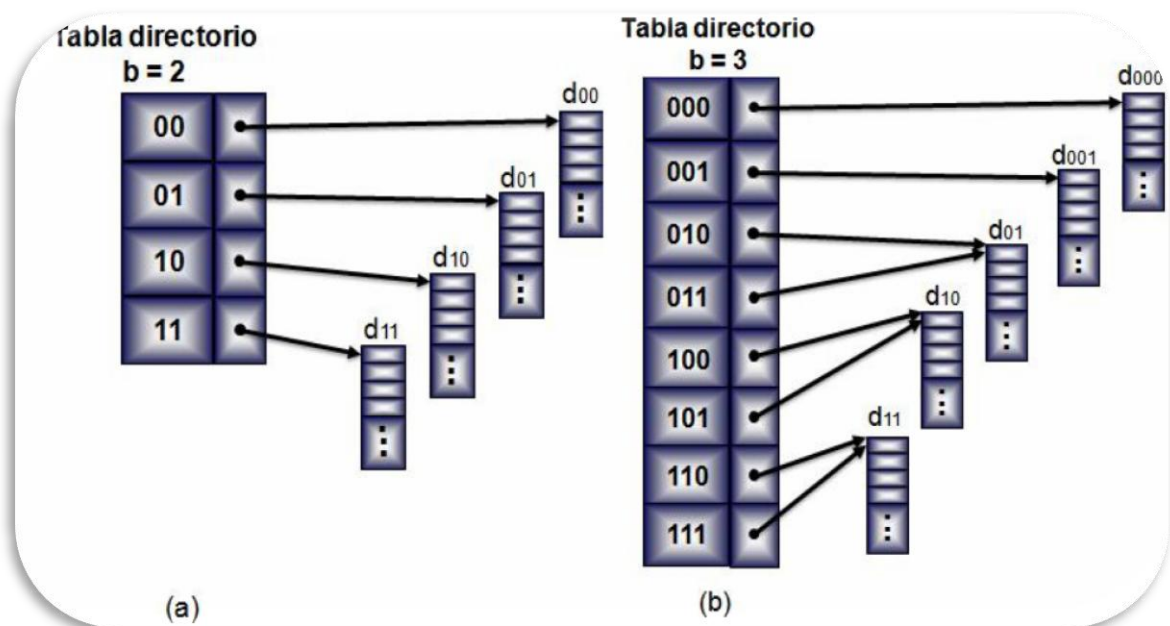 Tabla directorio
b = 2
00
01
10
11
d00
d01
d10
d11
(a)
Tabla directorio
b = 3
000
001
010
011
100
101
110
111
d000
d001
d01
d10
d11
(b)